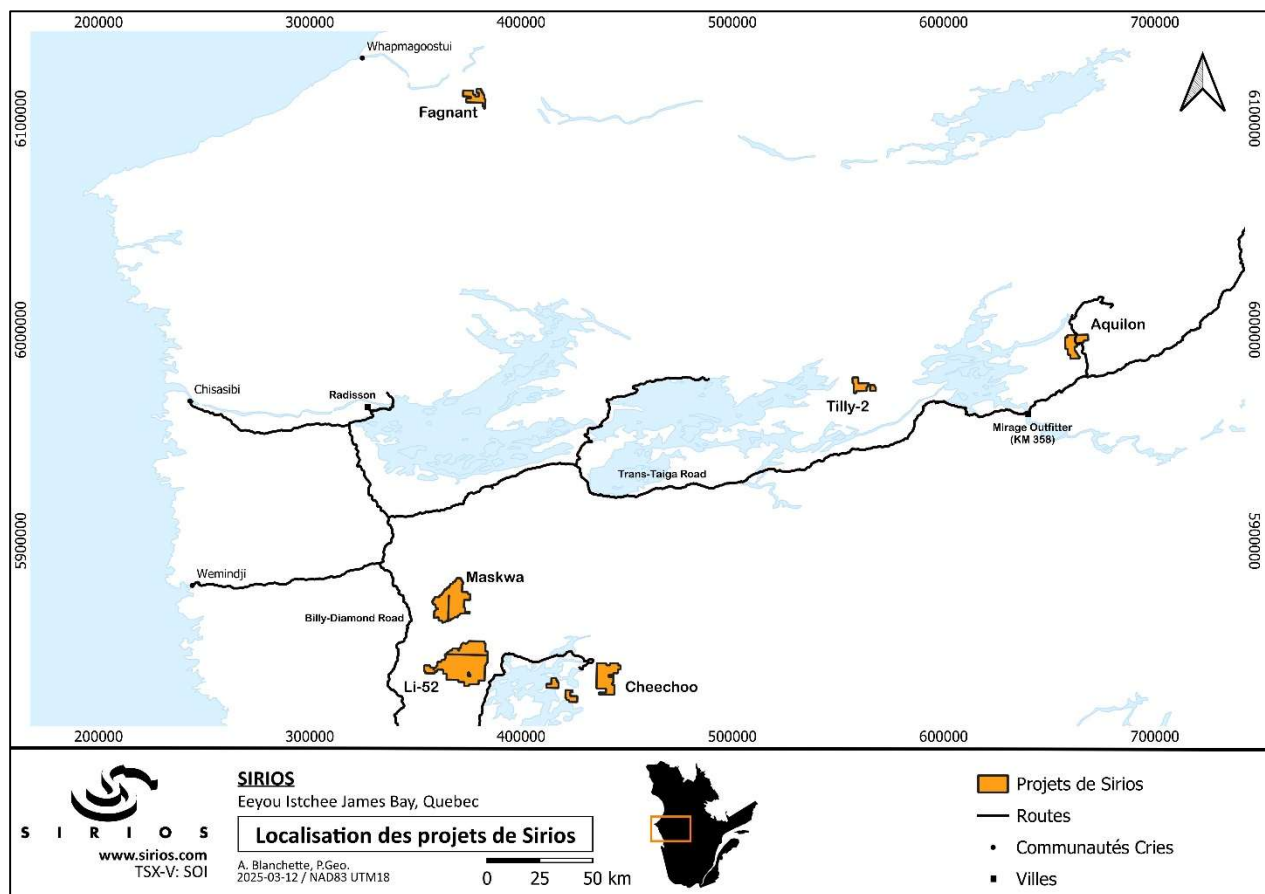 200000 300000 400000 500000 600000 700000
Whapmagoostui
Fagnant
6100000
6100000
6000000
6000000
Aquilon
Chisasibi
Radisson
Tilly-2
Mirage Outfitter
(KM 358)
Trans-Taiga Road
5900000
5900000
Wemindji
Maskwa
Billy-Diamond Road
Li-52
Cheechoo
200000 300000 400000 500000 600000 700000
SIRIOS
www.sirios.com
TSX-V: SOI
SIRIOS
Eeyou Istchee James Bay, Quebec
Localisation des projets de Sirios
A. Blanchette, P.Geo.
2025-03-12 / NAD83 UTM18
0 25 50 km
Projets de Sirios
Routes
Communautés Cries
Villes